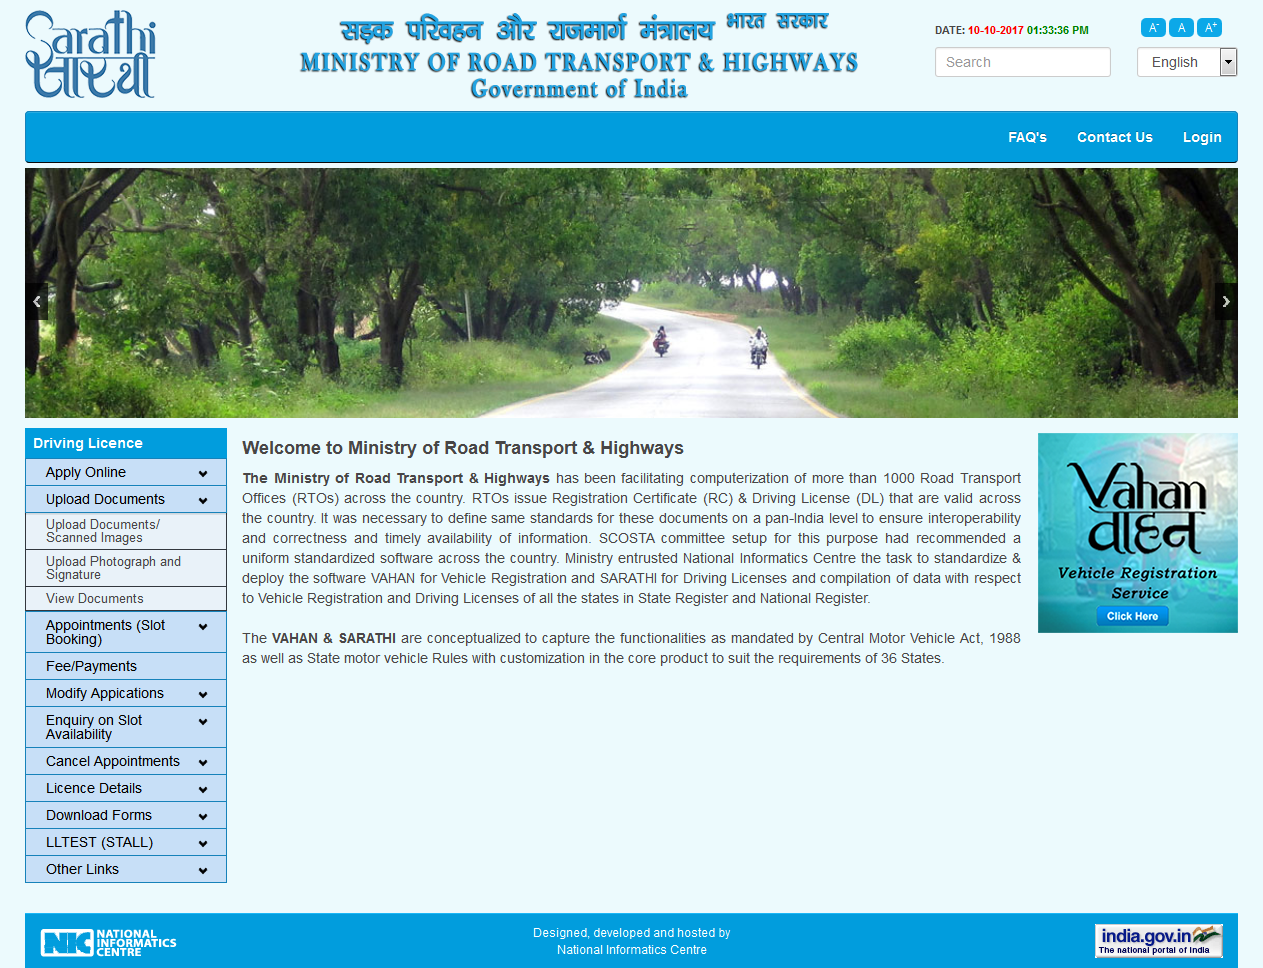 Sarathi
सारथी
सड़क परिवहन और राजमार्ग मंत्रालय भारत सरकार
MINISTRY OF ROAD TRANSPORT & HIGHWAYS
Government of India
DATE: 10-10-2017 01:33:36 PM
A- A A+
Search
English
FAQ's Contact Us Login
Driving Licence
Apply Online
Upload Documents
Upload Documents/
Scanned Images
Upload Photograph and
Signature
View Documents
Appointments (Slot
Booking)
Fee/Payments
Modify Appications
Enquiry on Slot
Availability
Cancel Appointments
Licence Details
Download Forms
LLTEST (STALL)
Other Links
Welcome to Ministry of Road Transport & Highways
The Ministry of Road Transport & Highways has been facilitating computerization of more than 1000 Road Transport
Offices (RTOs) across the country. RTOs issue Registration Certificate (RC) & Driving License (DL) that are valid across
the country. It was necessary to define same standards for these documents on a pan-India level to ensure interoperability
and correctness and timely availability of information. SCOSTA committee setup for this purpose had recommended a
uniform standardized software across the country. Ministry entrusted National Informatics Centre the task to standardize &
deploy the software VAHAN for Vehicle Registration and SARATHI for Driving Licenses and compilation of data with respect
to Vehicle Registration and Driving Licenses of all the states in State Register and National Register.
The VAHAN & SARATHI are conceptualized to capture the functionalities as mandated by Central Motor Vehicle Act, 1988
as well as State motor vehicle Rules with customization in the core product to suit the requirements of 36 States.
Vahan
वाहन
Vehicle Registration
Service
Click Here
NIC NATIONAL
INFORMATICS
CENTRE
Designed, developed and hosted by
National Informatics Centre
india.gov.in
The national portal of India